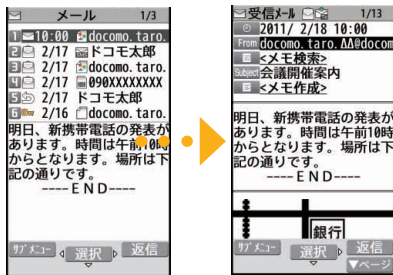 メール 1/3
1 10:00 docomo.taro.
2 2/17 ドコモ太郎
3 2/17 docomo.taro.
4 2/17 090XXXXXXX
5 2/17 ドコモ太郎
6 2/16 docomo.taro.
明日、新携帯電話の発表が
あります。時間は午前10時
からとなります。場所は下
記の通りです。
----END----
サブメニュー 選択 返信
受信メール 1/13
2011/ 2/18 10:00
From docomo.taro.ΔΔ@docom
<メモ検索>
Subject 会議開催案内
<メモ作成>
明日、新携帯電話の発表が
あります。時間は午前10時
からとなります。場所は下
記の通りです。
----END----
銀行
サブメニュー 選択 返信
▼ページ